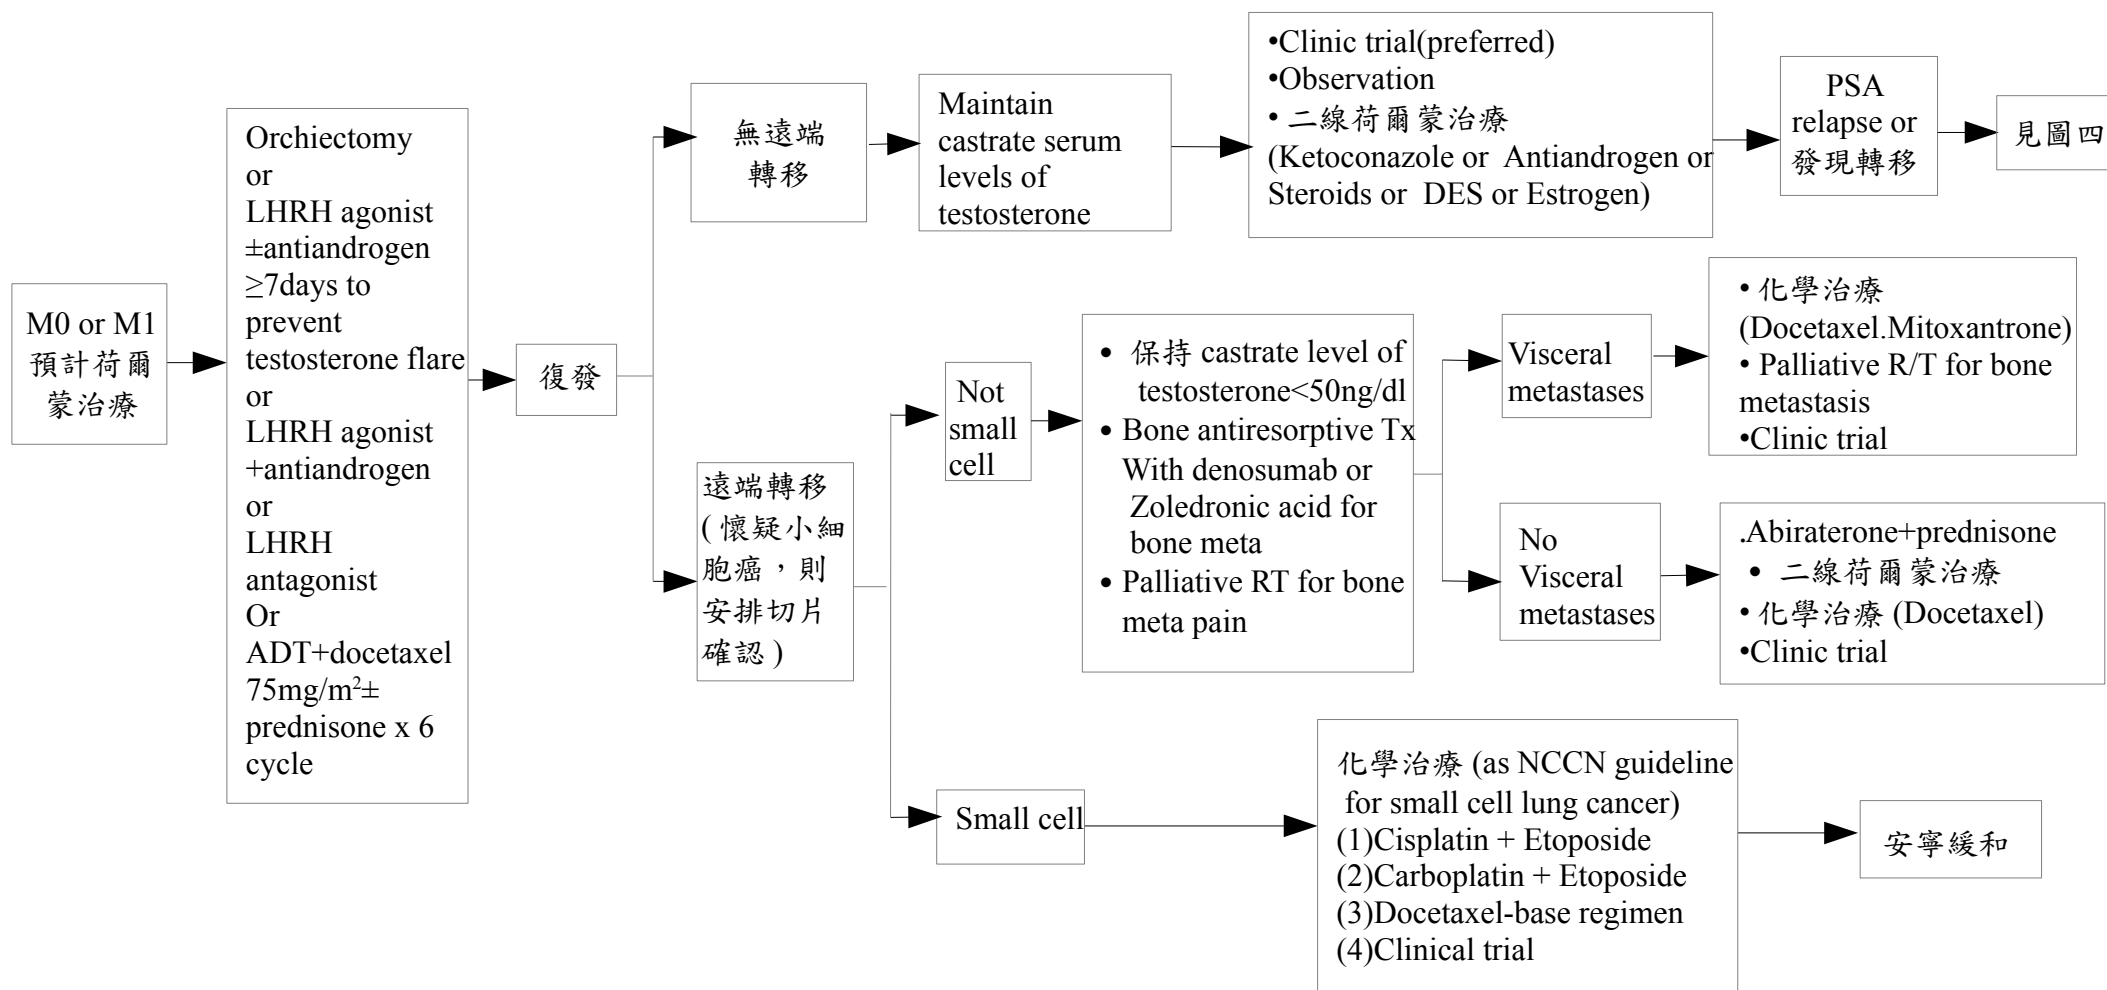 M0 or M1
預計荷爾
蒙治療
Orchiectomy
or
LHRH agonist
±antiandrogen
≥7days to
prevent
testosterone flare
or
LHRH agonist
+antiandrogen
or
LHRH
antagonist
Or
ADT+docetaxel
75mg/m²±
prednisone x 6
cycle
復發
無遠端
轉移
Maintain
castrate serum
levels of
testosterone
•Clinic trial(preferred)
•Observation
• 二線荷爾蒙治療
(Ketoconazole or Antiandrogen or
Steroids or DES or Estrogen)
PSA
relapse or
發現轉移
見圖四
遠端轉移
( 懷疑小細
胞癌，則
安排切片
確認 )
Not
small
cell
• 保持 castrate level of
testosterone<50ng/dl
• Bone antiresorptive Tx
With denosumab or
Zoledronic acid for
bone meta
• Palliative RT for bone
meta pain
Visceral
metastases
• 化學治療
(Docetaxel.Mitoxantrone)
• Palliative R/T for bone
metastasis
•Clinic trial
No
Visceral
metastases
.Abiraterone+prednisone
• 二線荷爾蒙治療
• 化學治療 (Docetaxel)
•Clinic trial
Small cell
化學治療 (as NCCN guideline
for small cell lung cancer)
(1)Cisplatin + Etoposide
(2)Carboplatin + Etoposide
(3)Docetaxel-base regimen
(4)Clinical trial
安寧緩和